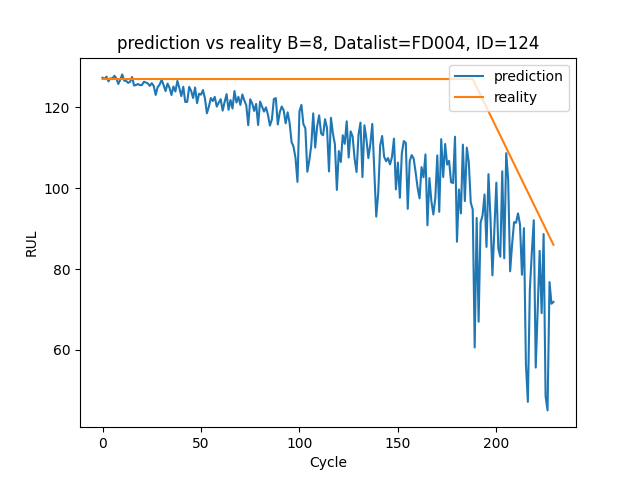 prediction vs reality B=8, Datalist=FD004, ID=124
prediction
reality
120
100
80
60
RUL
0 50 100 150 200
Cycle